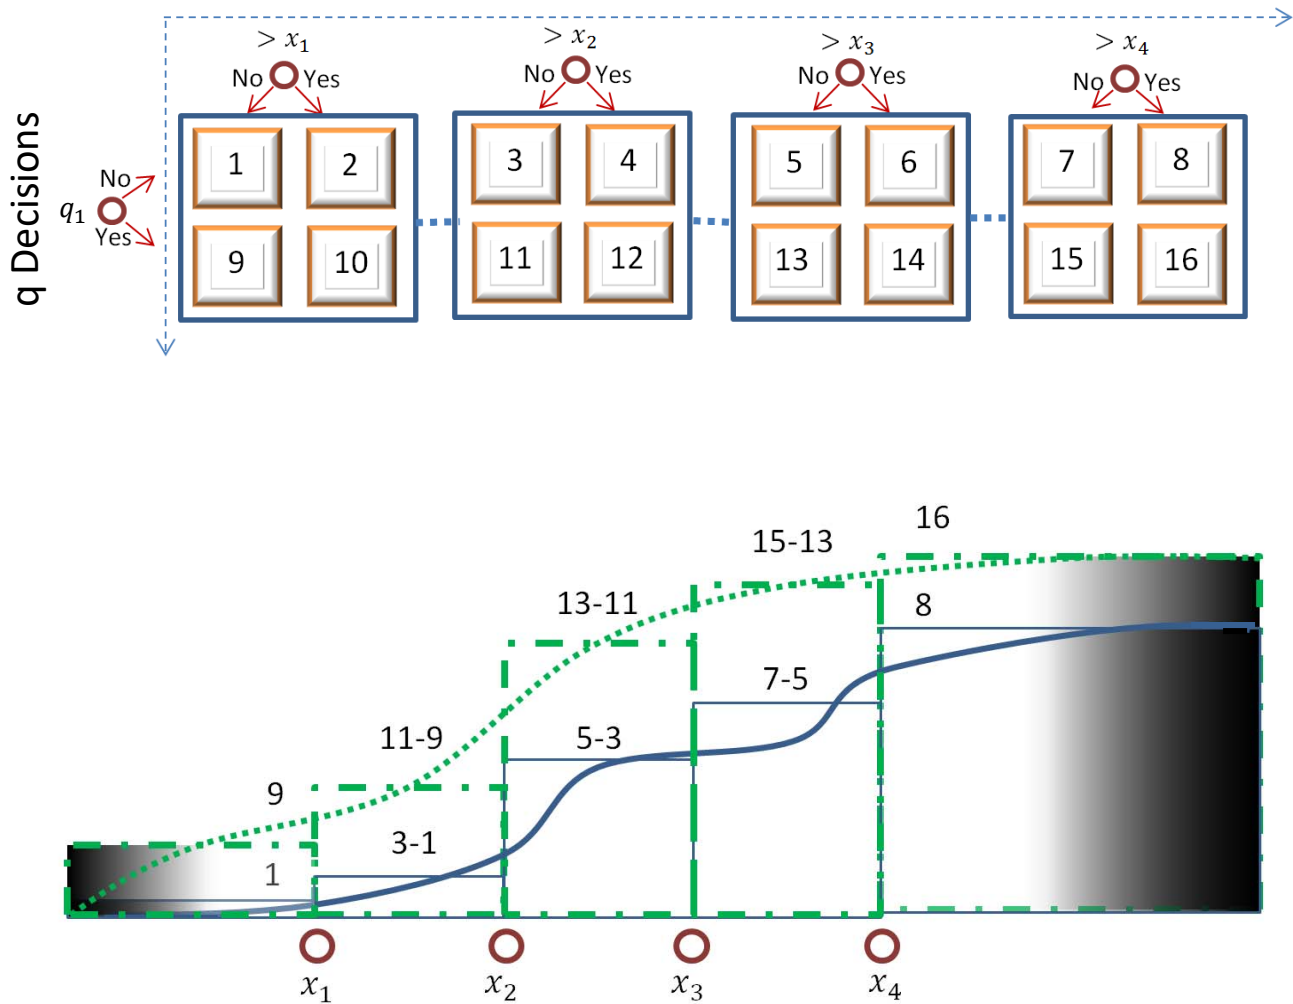 > x₁
> x₂
> x₃
> x₄
No Yes
No Yes
No Yes
No Yes
q Decisions
q₁
No
Yes
1 2
3 4
5 6
7 8
9 10
11 12
13 14
15 16
16
15-13
13-11
11-9
9
8
7-5
5-3
3-1
1
x₁
x₂
x₃
x₄